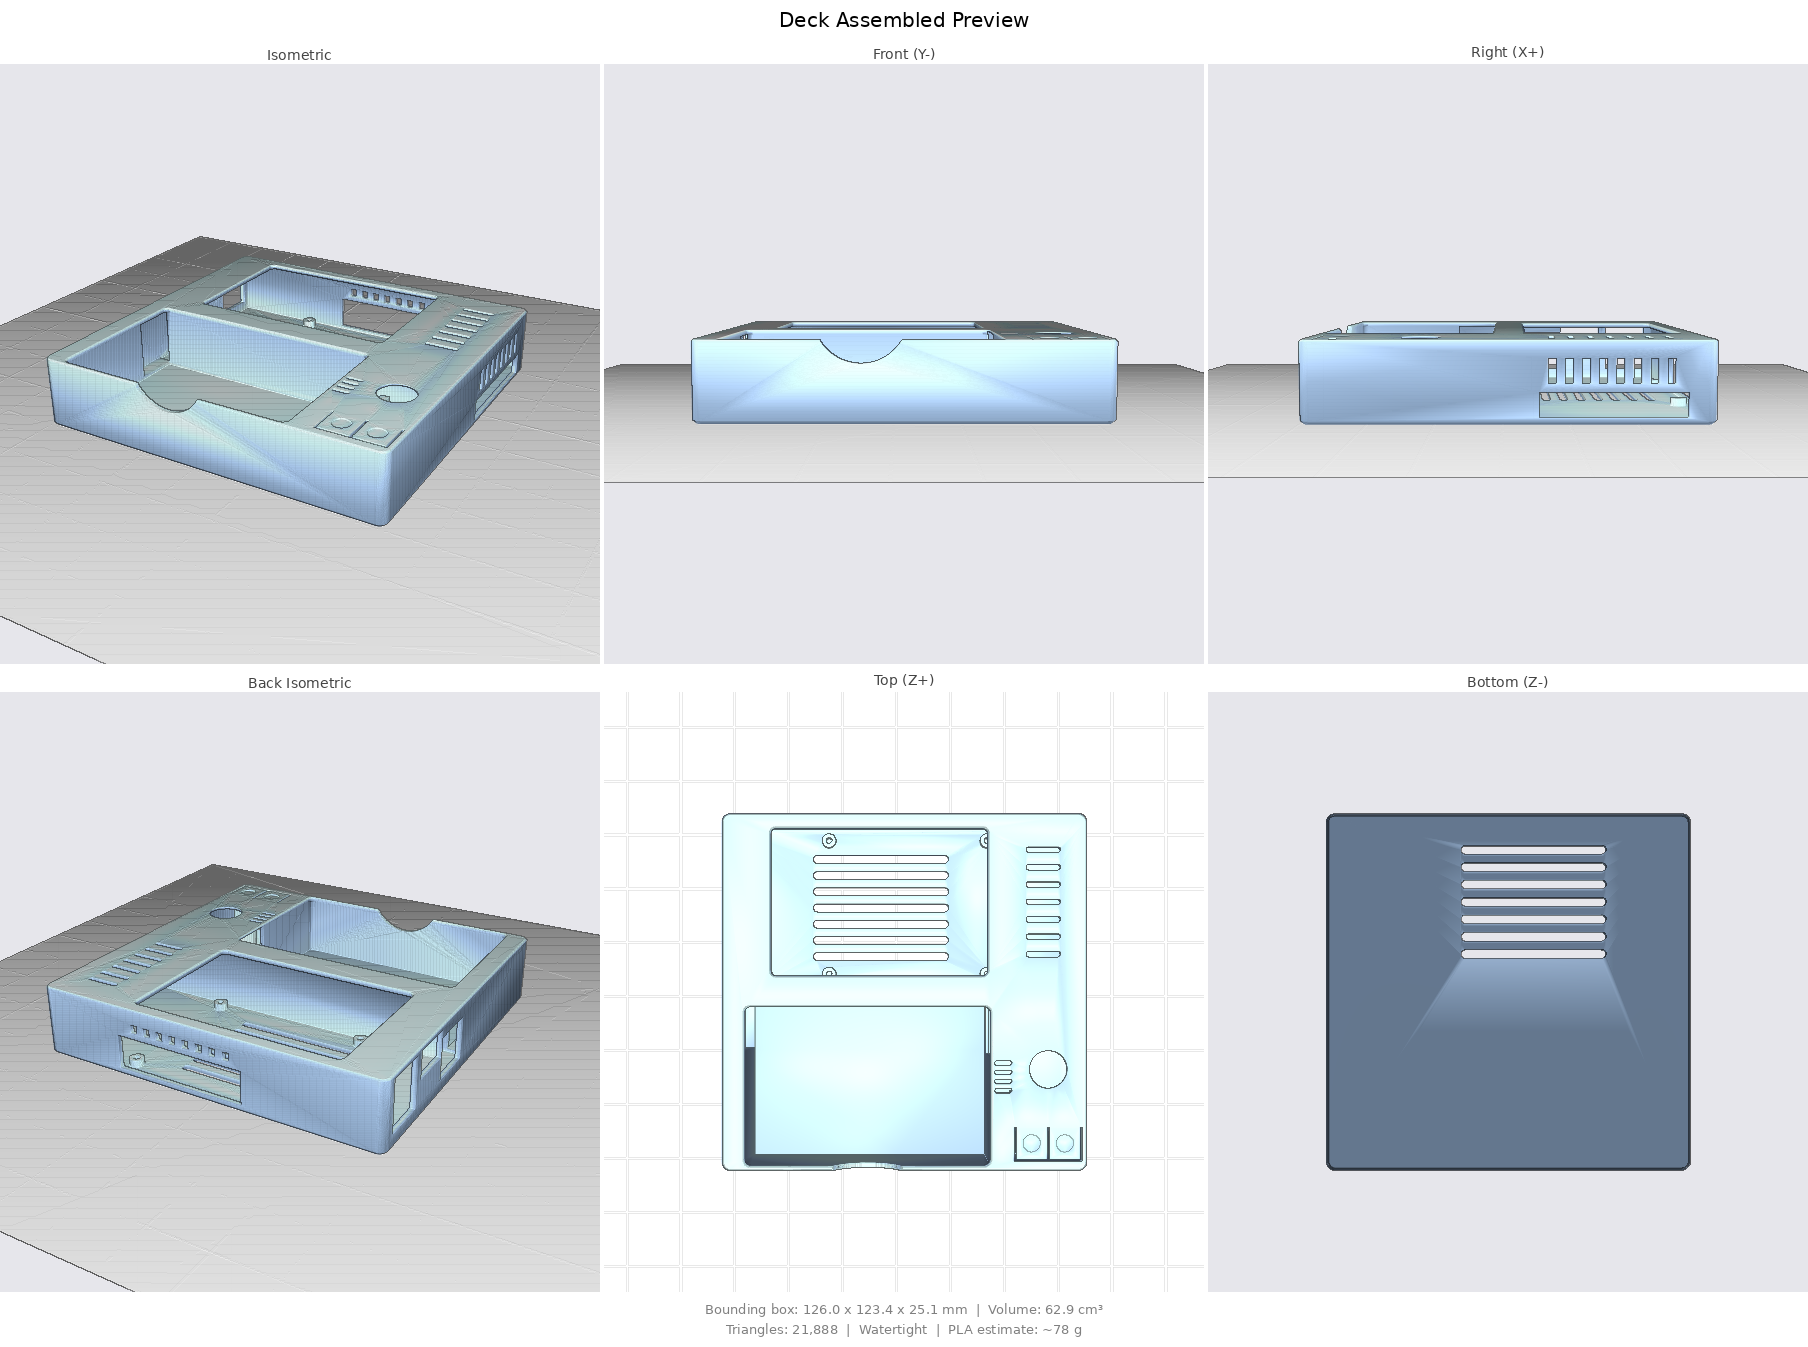 Deck Assembled Preview
Isometric
Front (Y-)
Right (X+)
Back Isometric
Top (Z+)
Bottom (Z-)
Bounding box: 126.0 x 123.4 x 25.1 mm | Volume: 62.9 cm³
Triangles: 21,888 | Watertight | PLA estimate: ~78 g